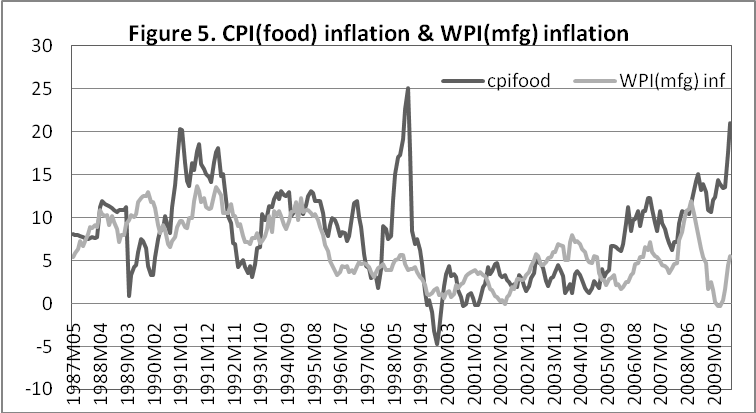 Figure 5. CPI(food) inflation & WPI(mfg) inflation
cpifood
WPI(mfg) inf
30
25
20
15
10
5
0
-5
-10
1987M05
1988M04
1989M03
1990M02
1991M01
1991M12
1992M11
1993M10
1994M09
1995M08
1996M07
1997M06
1998M05
1999M04
2000M03
2001M02
2002M01
2002M12
2003M11
2004M10
2005M09
2006M08
2007M07
2008M06
2009M05